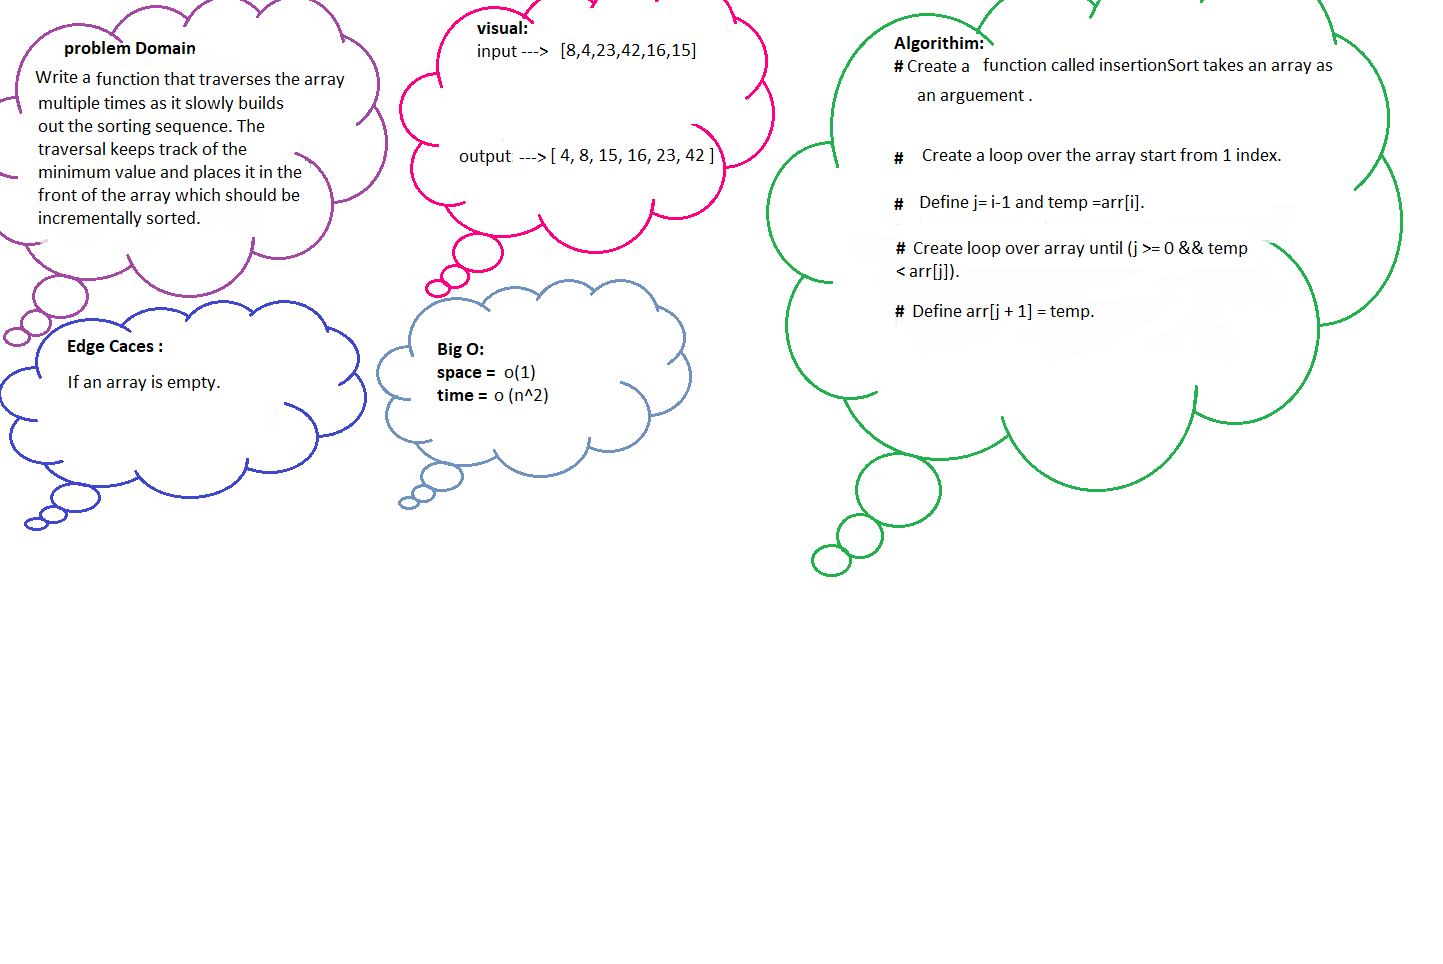 problem Domain
Write a function that traverses the array
multiple times as it slowly builds
out the sorting sequence. The
traversal keeps track of the
minimum value and places it in the
front of the array which should be
incrementally sorted.
visual:
input ---> [8,4,23,42,16,15]
output ---> [ 4, 8, 15, 16, 23, 42 ]
Algorithim:
# Create a function called insertionSort takes an array as
an arguement .
# Create a loop over the array start from 1 index.
# Define j= i-1 and temp =arr[i].
# Create loop over array until (j >= 0 && temp
< arr[j]).
# Define arr[j + 1] = temp.
Edge Caces :
If an array is empty.
Big O:
space = o(1)
time = o (n^2)